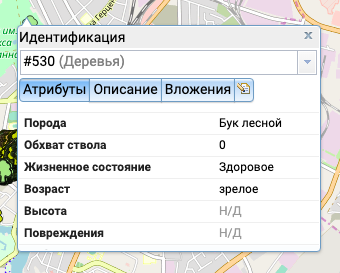 Герцена
Идентификация
#530 (Деревья)
Атрибуты Описание Вложения
Порода Бук лесной
Обхват ствола 0
Жизненное состояние Здоровое
Возраст зрелое
Высота Н/Д
Повреждения Н/Д